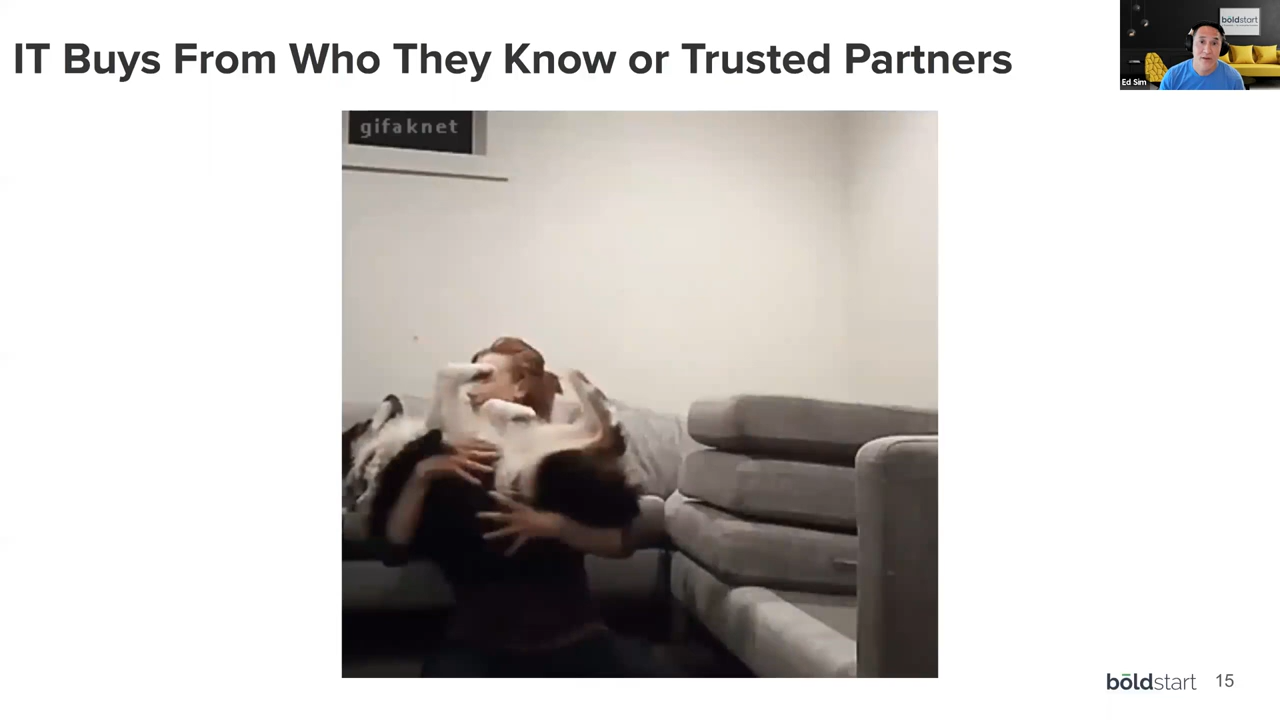 IT Buys From Who They Know or Trusted Partners
boldstart
Ed Sim
gifaknet
bōldstart 15